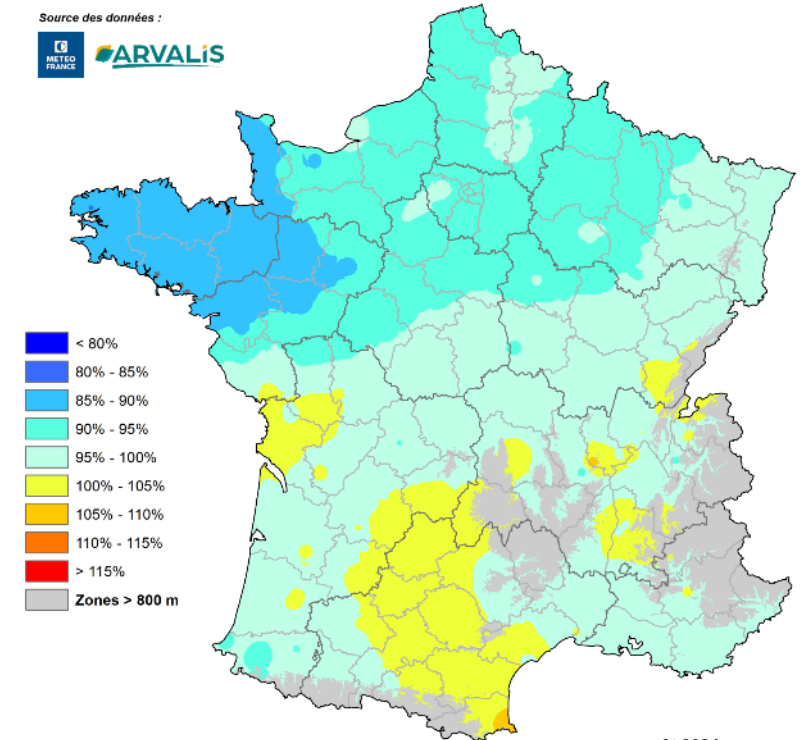 Source des données :
METEO
FRANCE
ARVALIS
< 80%
80% - 85%
85% - 90%
90% - 95%
95% - 100%
100% - 105%
105% - 110%
110% - 115%
> 115%
Zones > 800 m